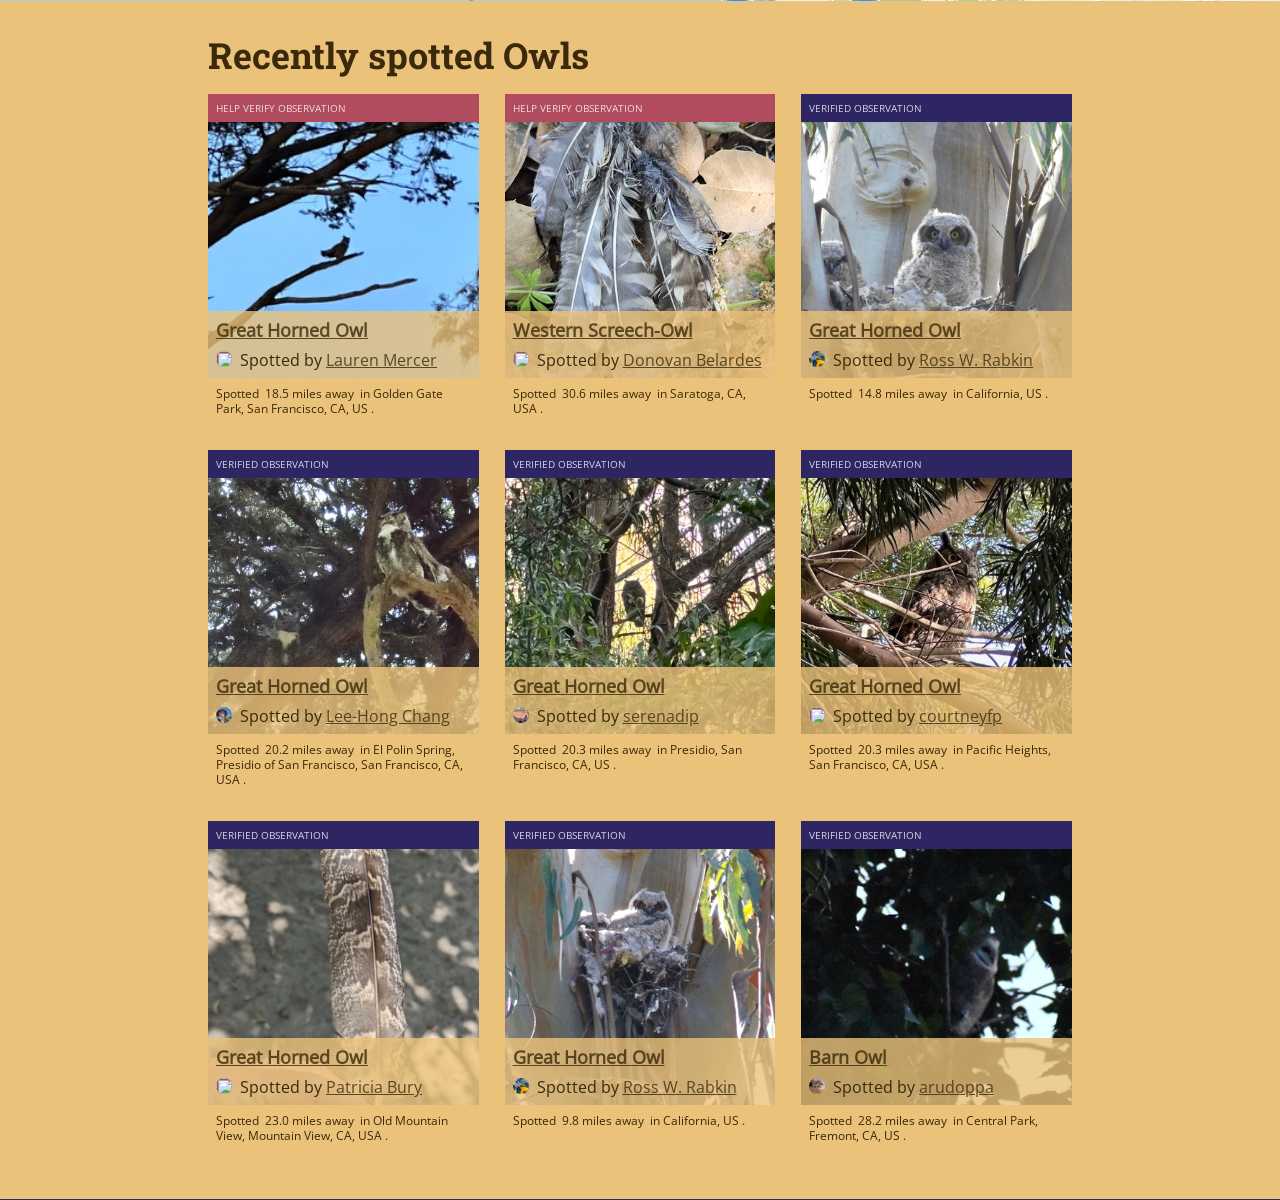 Recently spotted Owls
HELP VERIFY OBSERVATION
Great Horned Owl
Spotted by Lauren Mercer
Spotted 18.5 miles away in Golden Gate
Park, San Francisco, CA, US .
HELP VERIFY OBSERVATION
Western Screech-Owl
Spotted by Donovan Belardes
Spotted 30.6 miles away in Saratoga, CA,
USA .
VERIFIED OBSERVATION
Great Horned Owl
Spotted by Ross W. Rabkin
Spotted 14.8 miles away in California, US .
VERIFIED OBSERVATION
Great Horned Owl
Spotted by Lee-Hong Chang
Spotted 20.2 miles away in El Polin Spring,
Presidio of San Francisco, San Francisco, CA,
USA .
VERIFIED OBSERVATION
Great Horned Owl
Spotted by serenadip
Spotted 20.3 miles away in Presidio, San
Francisco, CA, US .
VERIFIED OBSERVATION
Great Horned Owl
Spotted by courtneyfp
Spotted 20.3 miles away in Pacific Heights,
San Francisco, CA, USA .
VERIFIED OBSERVATION
Great Horned Owl
Spotted by Patricia Bury
Spotted 23.0 miles away in Old Mountain
View, Mountain View, CA, USA .
VERIFIED OBSERVATION
Great Horned Owl
Spotted by Ross W. Rabkin
Spotted 9.8 miles away in California, US .
VERIFIED OBSERVATION
Barn Owl
Spotted by arudoppa
Spotted 28.2 miles away in Central Park,
Fremont, CA, US .